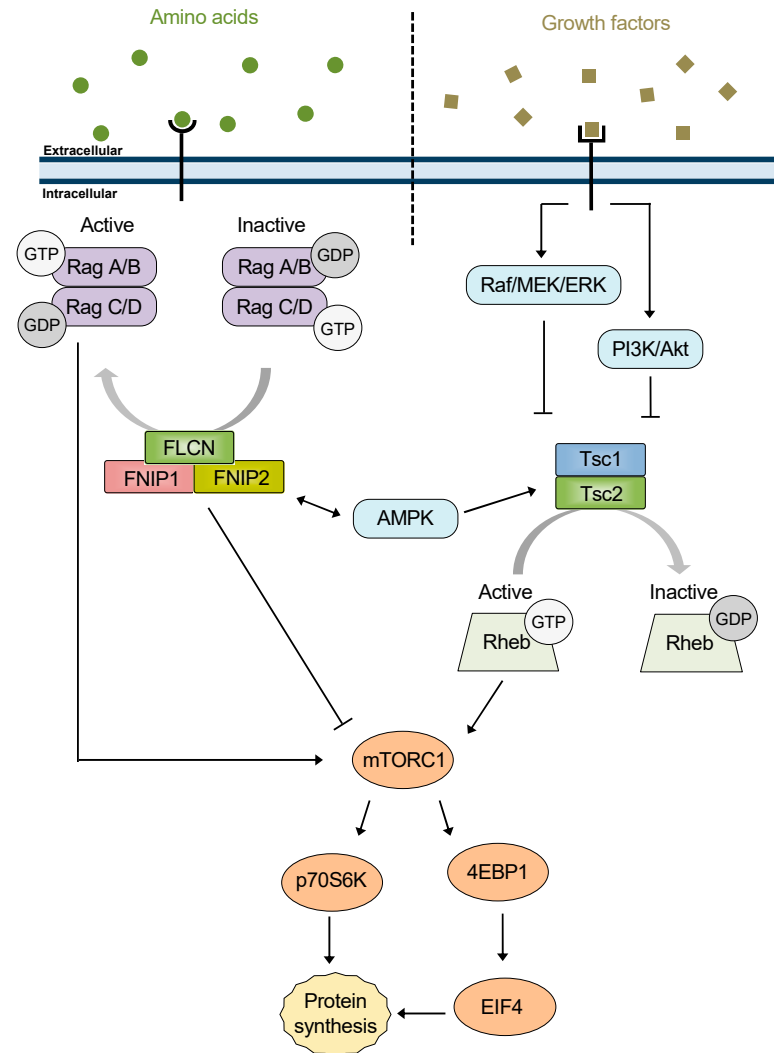 Amino acids
Growth factors
Extracellular
Intracellular
Active
Inactive
GTP
Rag A/B
Rag C/D
GDP
Rag A/B
GDP
Rag C/D
GTP
Raf/MEK/ERK
PI3K/Akt
FLCN
FNIP1
FNIP2
Tsc1
Tsc2
AMPK
Active
Inactive
GTP
Rheb
GDP
Rheb
mTORC1
p70S6K
4EBP1
Protein
synthesis
EIF4